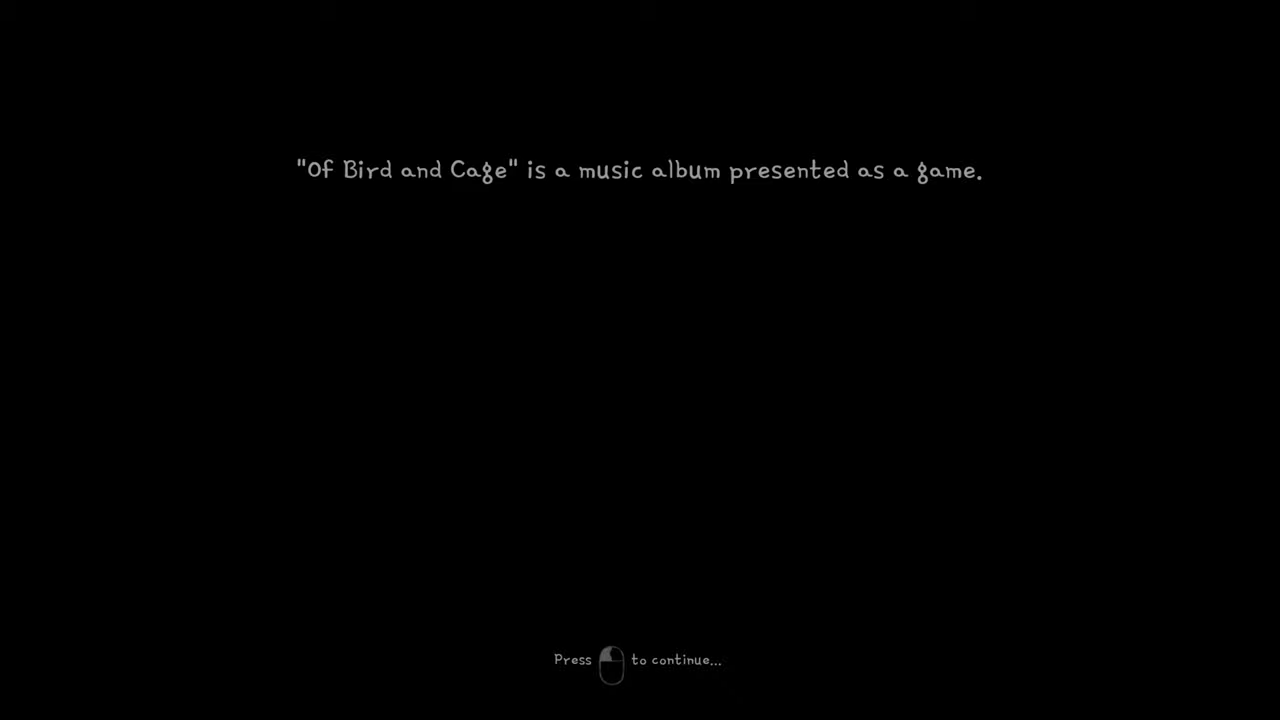 "Of Bird and Cage" is a music album presented as a game.
Press to continue...